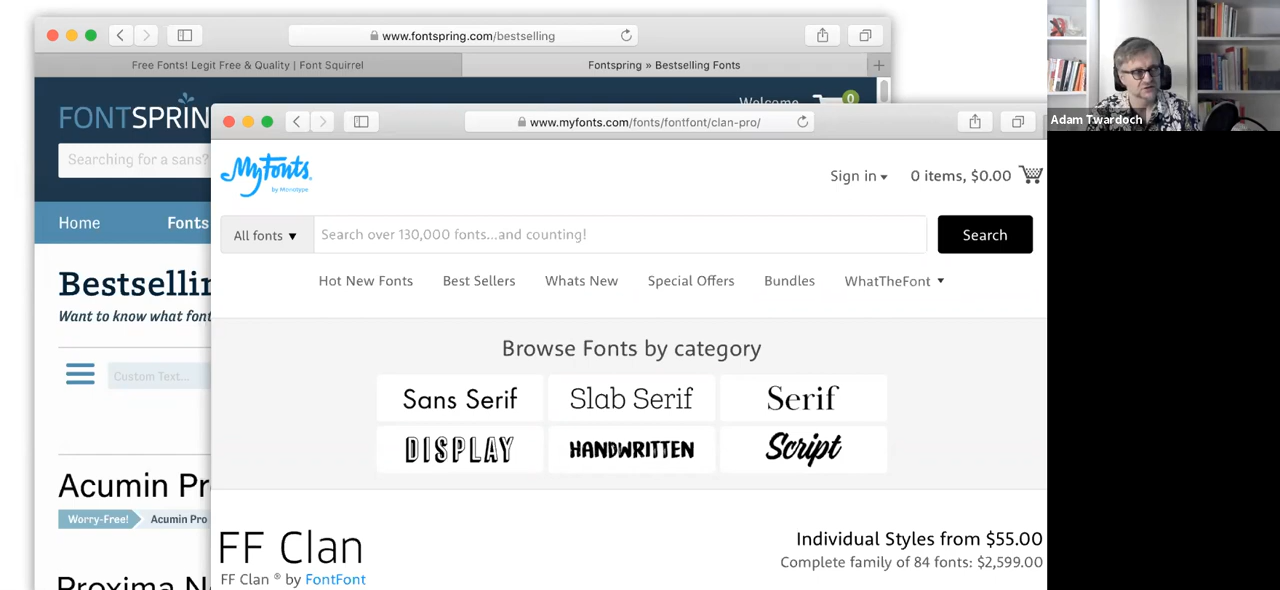 www.fontspring.com/bestselling
Free Fonts! Legit Free & Quality | Font Squirrel
Fontspring » Bestselling Fonts
FONTSPRIN
Welcome
0
Searching for a sans?
Home
Fonts
Bestsellin
Want to know what font
Custom Text...
Acumin Pr
Worry-Free!
Acumin Pro
Proxima N
www.myfonts.com/fonts/fontfont/clan-pro/
MyFonts
by Monotype
Sign in
0 items, $0.00
All fonts
Search over 130,000 fonts...and counting!
Search
Hot New Fonts
Best Sellers
Whats New
Special Offers
Bundles
WhatTheFont
Browse Fonts by category
Sans Serif
Slab Serif
Serif
DISPLAY
HANDWRITTEN
Script
FF Clan
FF Clan ® by FontFont
Individual Styles from $55.00
Complete family of 84 fonts: $2,599.00
Adam Twardoch